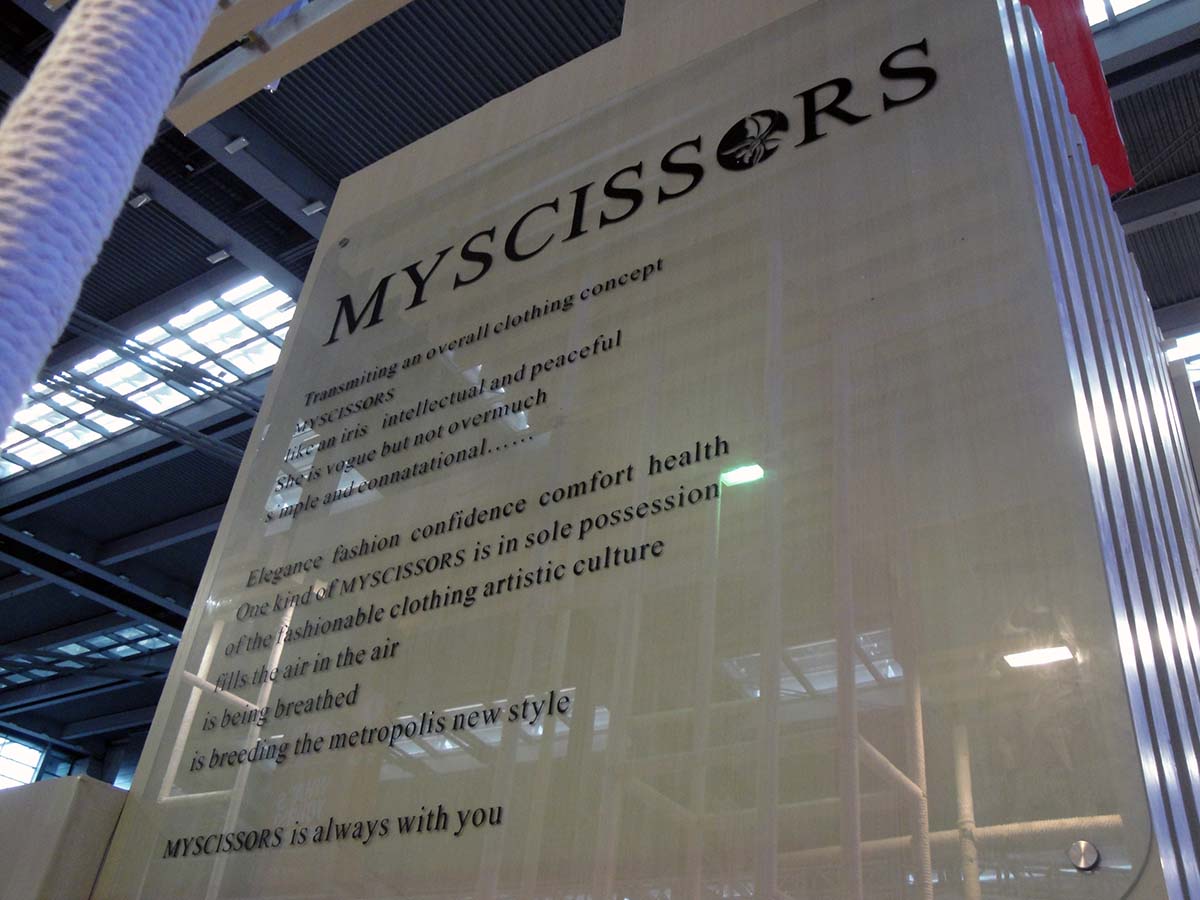 MYSCISSORS
Transmiting an overall clothing concept
MYSCISSORS
like an iris intellectual and peaceful
She is vogue but not overmuch
simple and connatational......
Elegance fashion confidence comfort health
One kind of MYSCISSORS is in sole possession
of the fashionable clothing artistic culture
fills the air in the air
is being breathed
is breeding the metropolis new style
MYSCISSORS is always with you